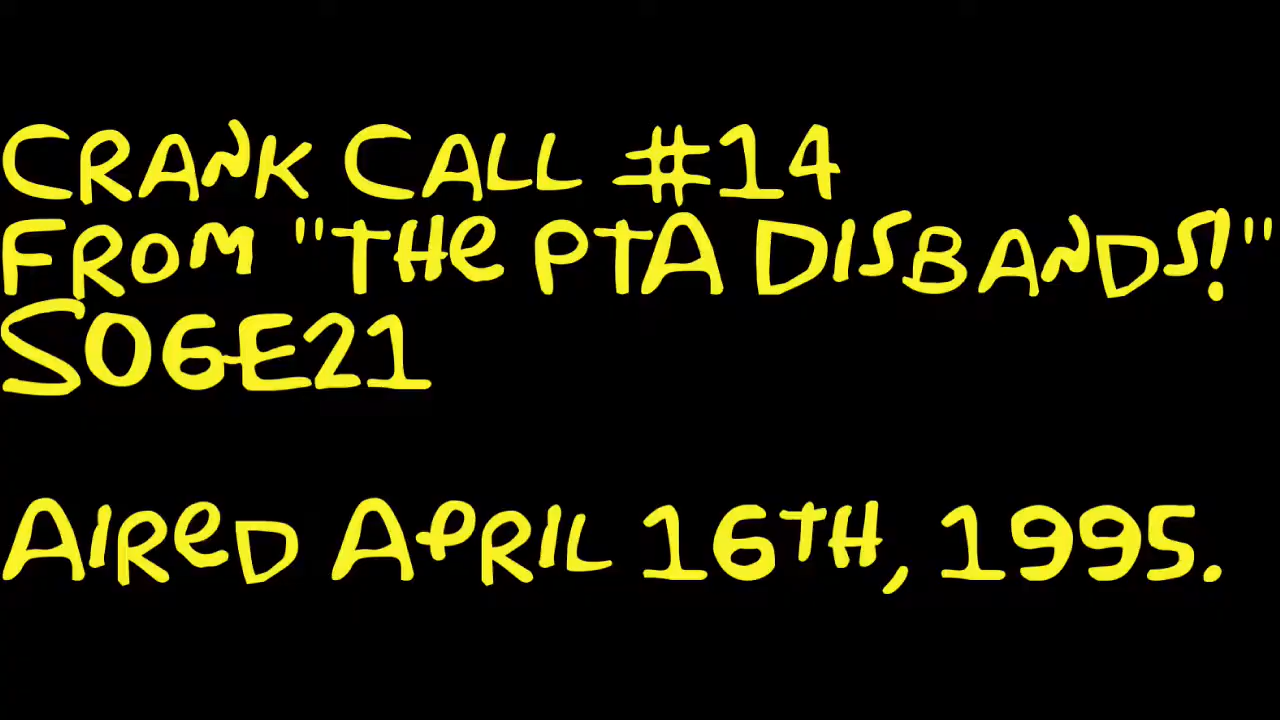 CRANK CALL #14
FROM "THE PTA DISBANDS!"
S06E21
AIRED APRIL 16TH, 1995.